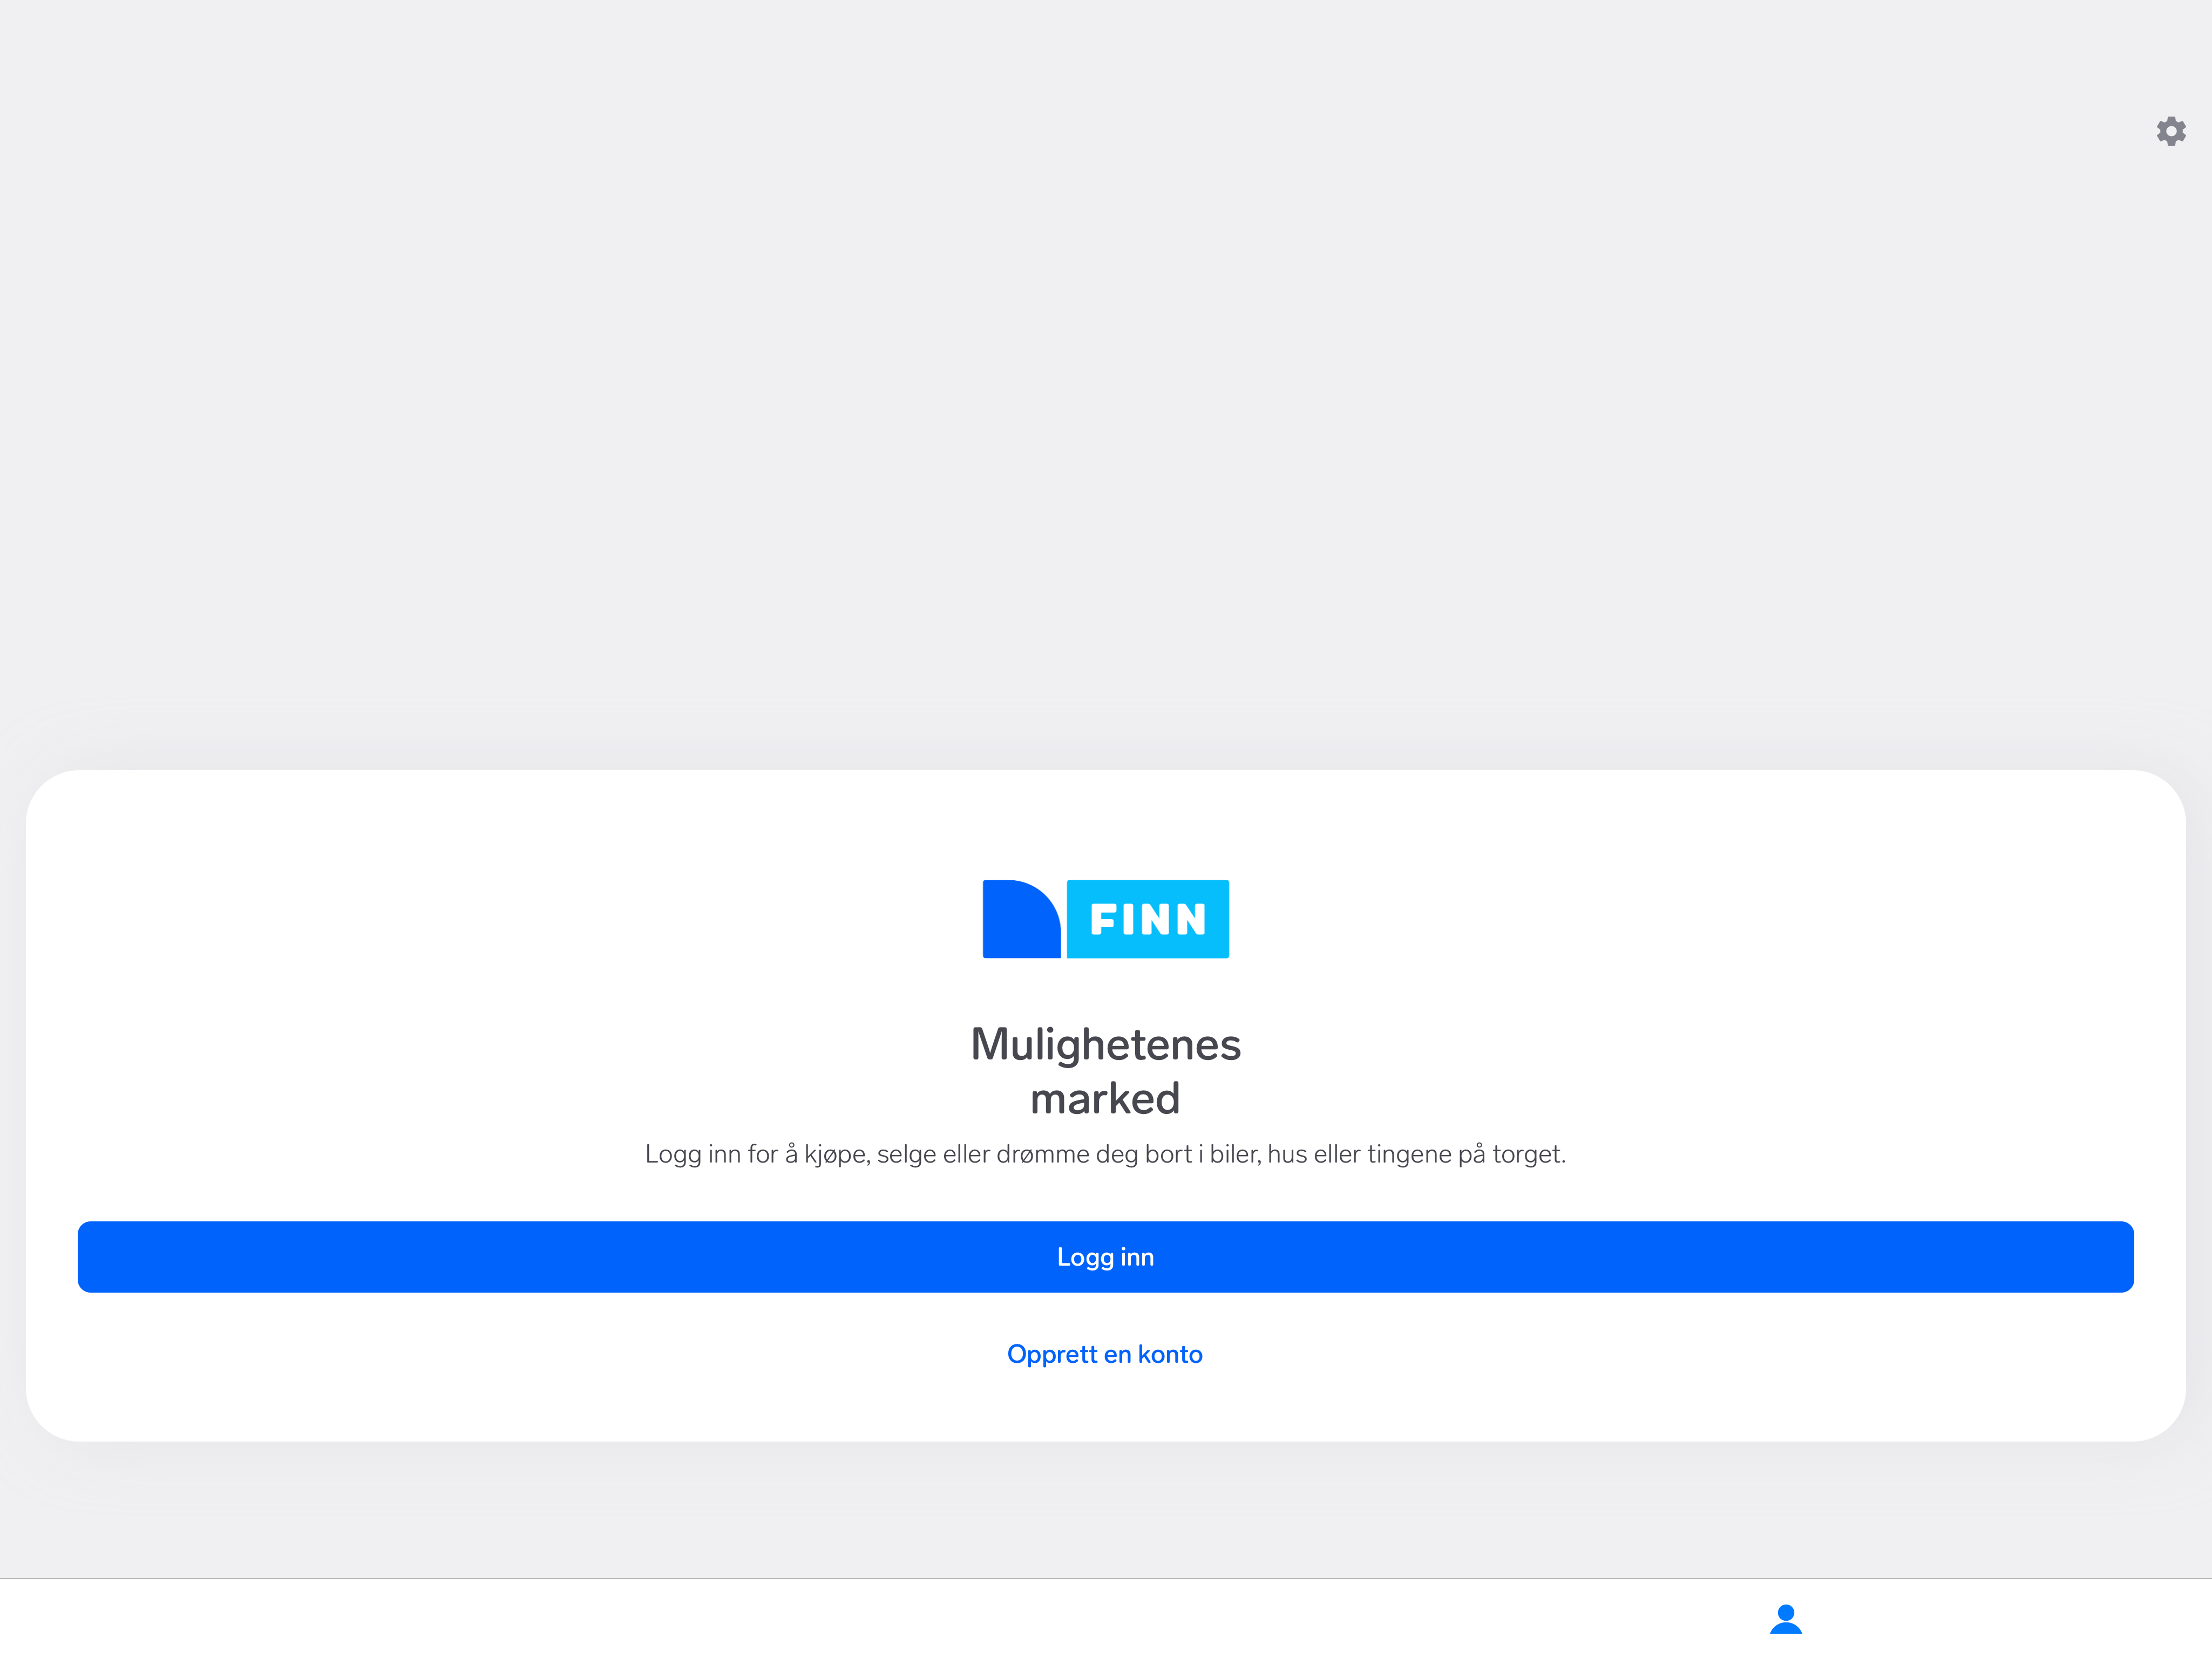 FINN
Mulighetenes
marked
Logg inn for å kjøpe, selge eller drømme deg bort i biler, hus eller tingene på torget.
Logg inn
Opprett en konto